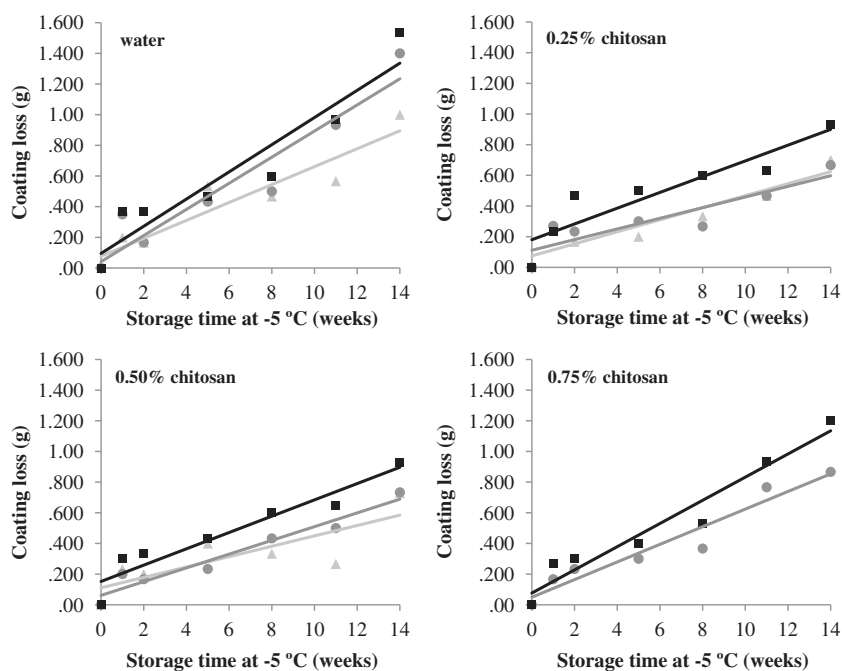 water
Coating loss (g)
1.600
1.400
1.200
1.00
.800
.600
.400
.200
.00
0 2 4 6 8 10 12 14
Storage time at -5 ºC (weeks)
0.25% chitosan
Coating loss (g)
1.600
1.400
1.200
1.00
.800
.600
.400
.200
.00
0 2 4 6 8 10 12 14
Storage time at -5 ºC (weeks)
0.50% chitosan
Coating loss (g)
1.600
1.400
1.200
1.00
.800
.600
.400
.200
.00
0 2 4 6 8 10 12 14
Storage time at -5 ºC (weeks)
0.75% chitosan
Coating loss (g)
1.600
1.400
1.200
1.00
.800
.600
.400
.200
.00
0 2 4 6 8 10 12 14
Storage time at -5 ºC (weeks)